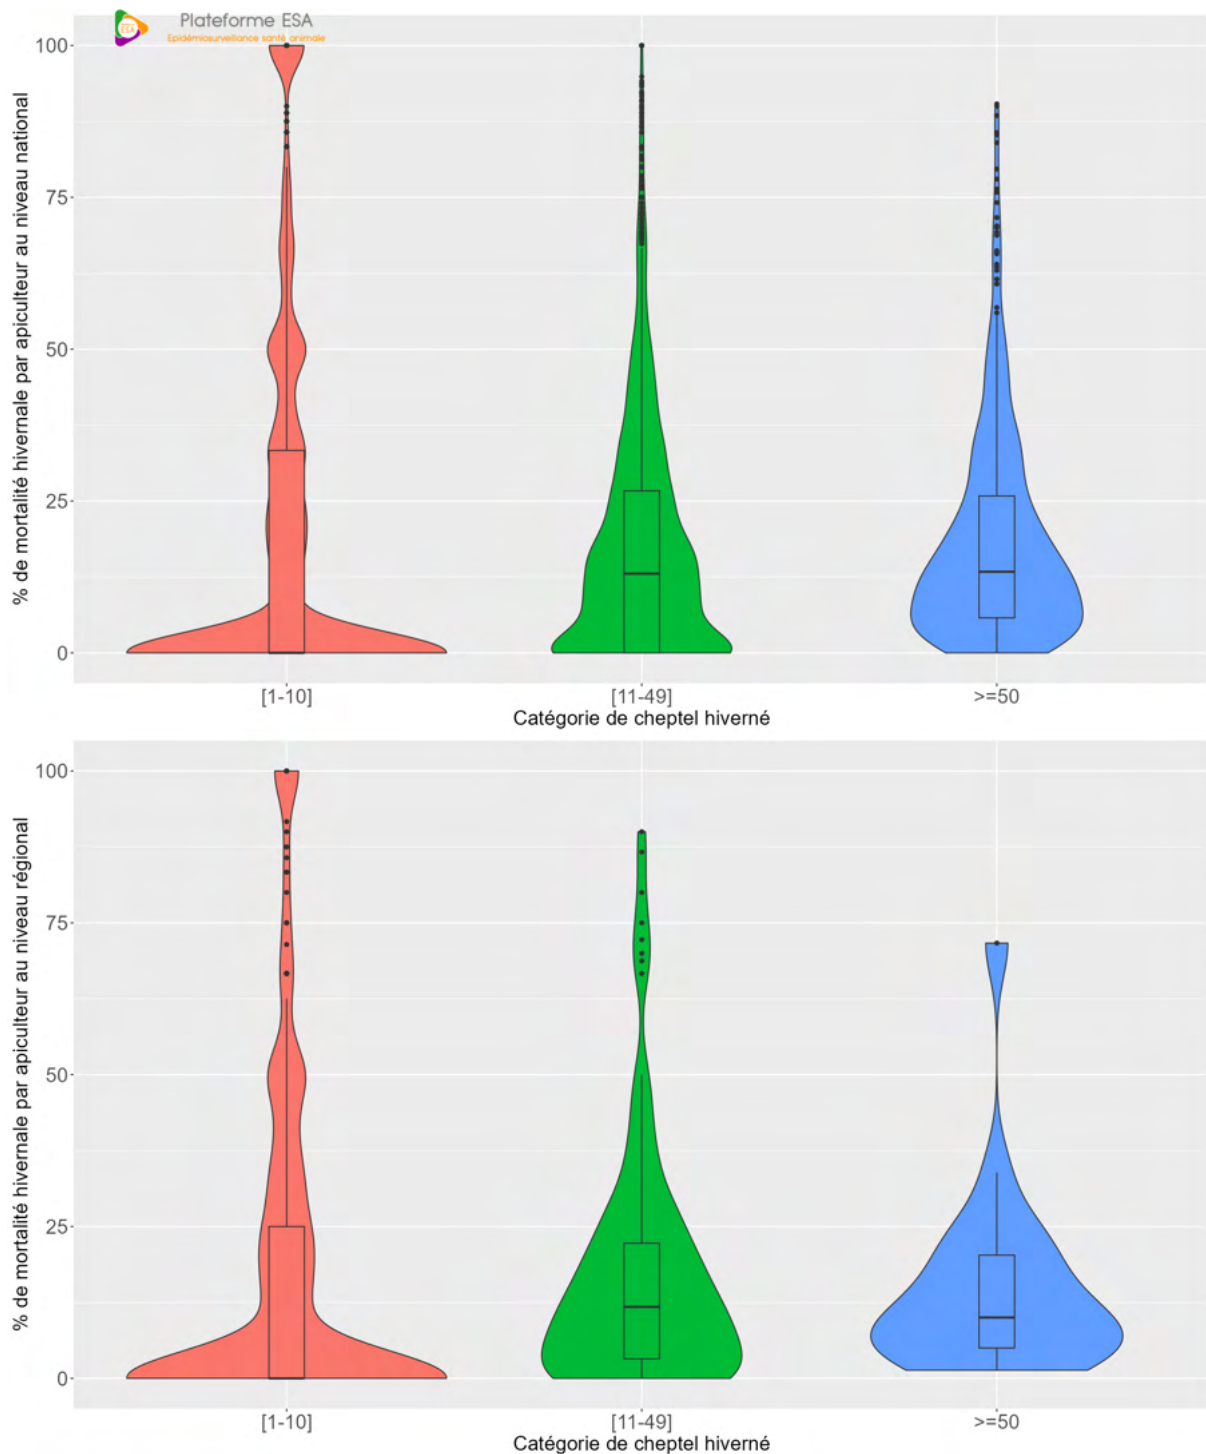 Plateforme ESA
ESA
Epidémiosurveillance santé animale
% de mortalité hivernale par apiculteur au niveau national
100
75
50
25
0
[1-10]
[11-49]
>=50
Catégorie de cheptel hiverné
% de mortalité hivernale par apiculteur au niveau régional
100
75
50
25
0
[1-10]
[11-49]
>=50
Catégorie de cheptel hiverné